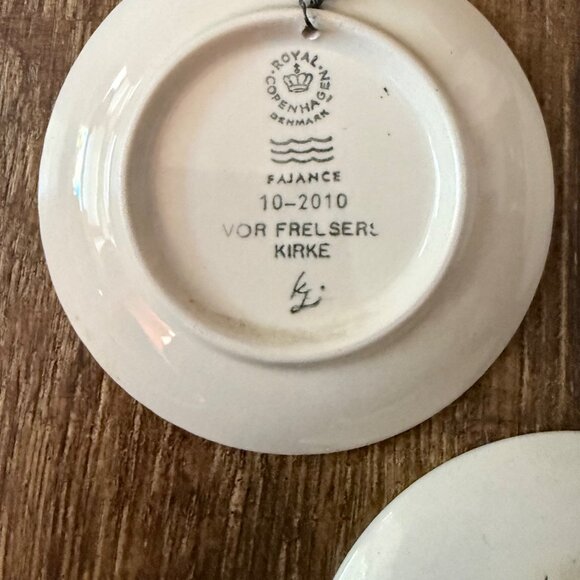 ROYAL
COPENHAGEN
DENMARK
FAJANCE
10-2010
VOR FRELSERS
KIRKE